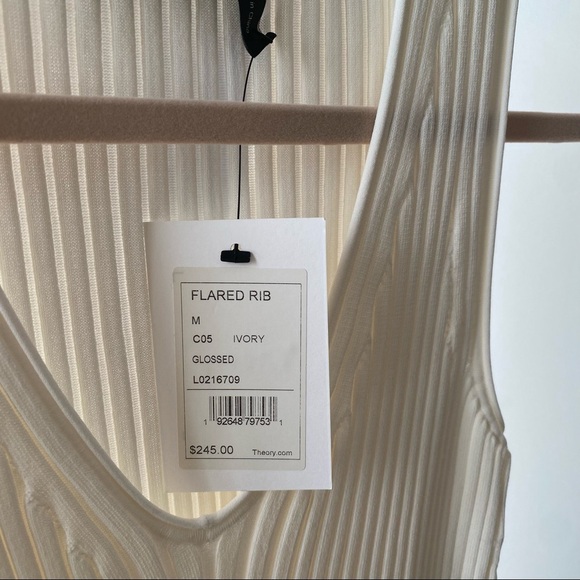 FLARED RIB
M
C05 IVORY
GLOSSED
L0216709
1 92648 79753 1
$245.00 Theory.com